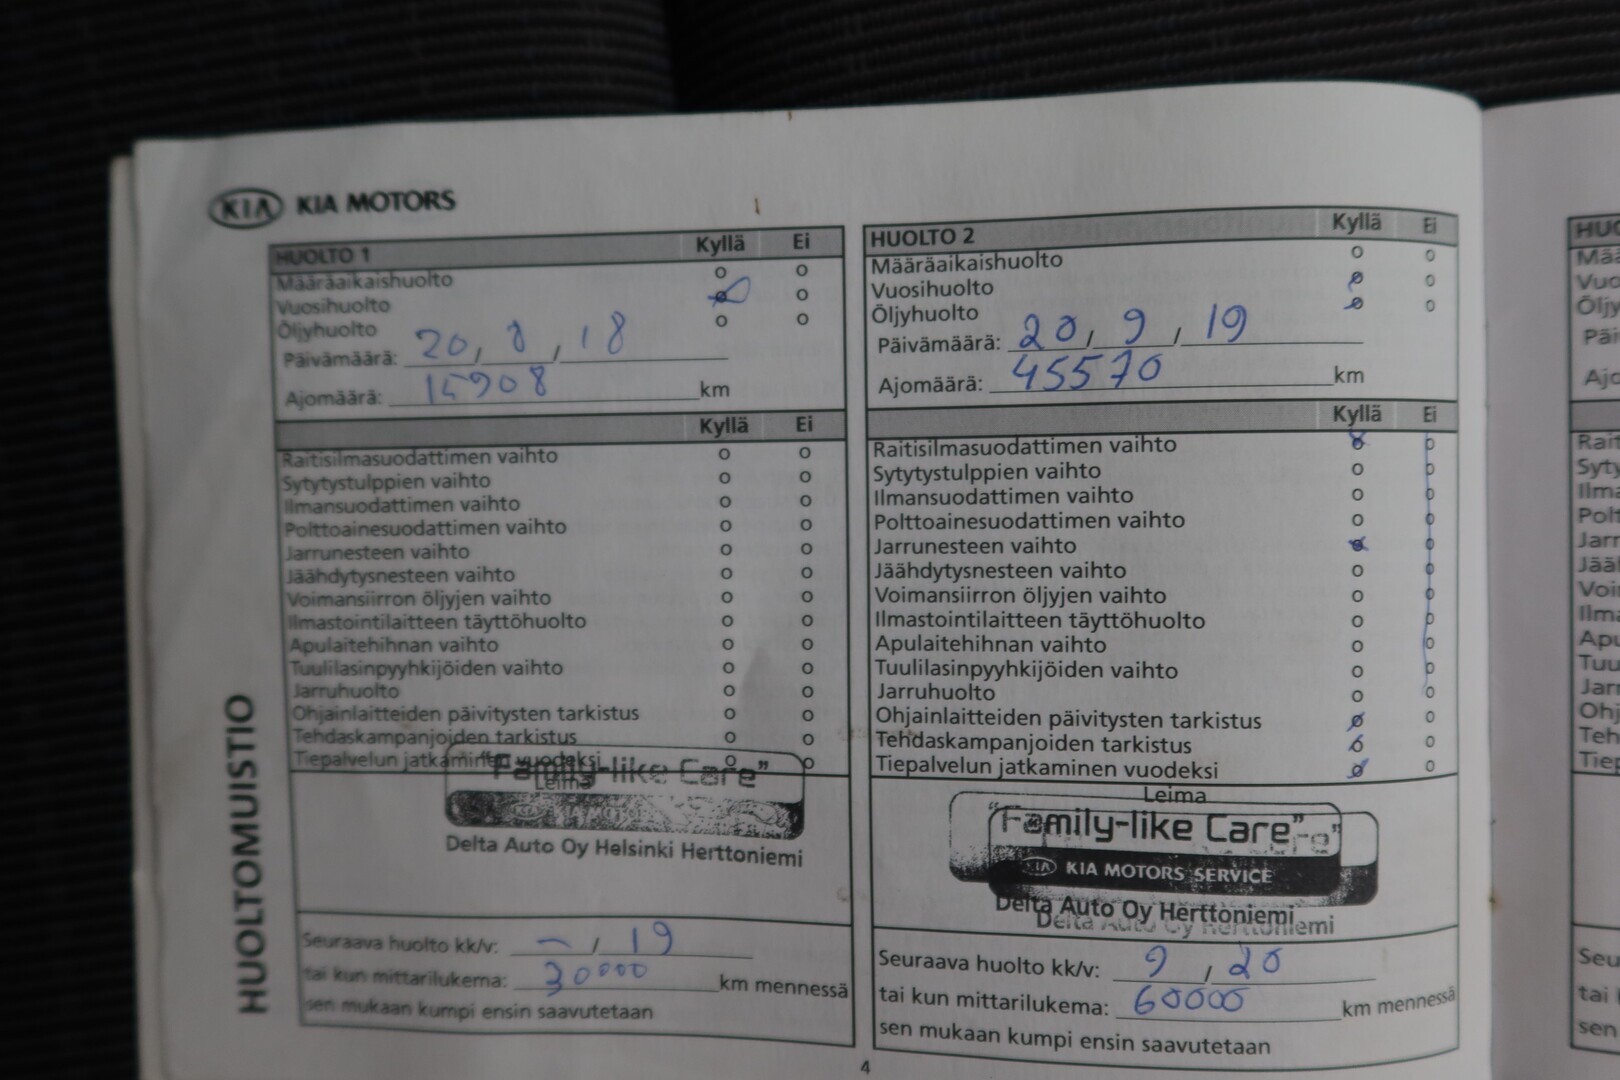 KIA KIA MOTORS
HUOLTOMUISTIO
HUOLTO 1 Kyllä Ei
Määräaikaishuolto o o
Vuosihuolto o
Öljyhuolto o o
Päivämäärä: 20, / 8, / 18
Ajomäärä: 15908 km
Kyllä Ei
Raitisilmasuodattimen vaihto o o
Sytytystulppien vaihto o o
Ilmansuodattimen vaihto o o
Polttoainesuodattimen vaihto o o
Jarrunesteen vaihto o o
Jäähdytysnesteen vaihto o o
Voimansiirron öljyjen vaihto o o
Ilmastointilaitteen täyttöhuolto o o
Apulaitehihnan vaihto o o
Tuulilasinpyyhkijöiden vaihto o o
Jarruhuolto o o
Ohjainlaitteiden päivitysten tarkistus o o
Tehdaskampanjoiden tarkistus o o
Tiepalvelun jatkaminen vuodeksi o o
Leima
"Family-like Care"
Delta Auto Oy Helsinki Herttoniemi
Seuraava huolto kk/v: – / 19
tai kun mittarilukema: 30000 km mennessä
sen mukaan kumpi ensin saavutetaan
HUOLTO 2 Kyllä Ei
Määräaikaishuolto o o
Vuosihuolto o
Öljyhuolto o
Päivämäärä: 20 / 9 / 19
Ajomäärä: 45570 km
Kyllä Ei
Raitisilmasuodattimen vaihto o
Sytytystulppien vaihto o o
Ilmansuodattimen vaihto o o
Polttoainesuodattimen vaihto o o
Jarrunesteen vaihto o
Jäähdytysnesteen vaihto o o
Voimansiirron öljyjen vaihto o o
Ilmastointilaitteen täyttöhuolto o o
Apulaitehihnan vaihto o o
Tuulilasinpyyhkijöiden vaihto o o
Jarruhuolto o o
Ohjainlaitteiden päivitysten tarkistus o
Tehdaskampanjoiden tarkistus o
Tiepalvelun jatkaminen vuodeksi o
Leima
"Family-like Care"
KIA KIA MOTORS SERVICE
Delta Auto Oy Herttoniemi
Delta Auto Oy Herttoniemi
Seuraava huolto kk/v: 9 / 20
tai kun mittarilukema: 60000 km mennessä
sen mukaan kumpi ensin saavutetaan
4